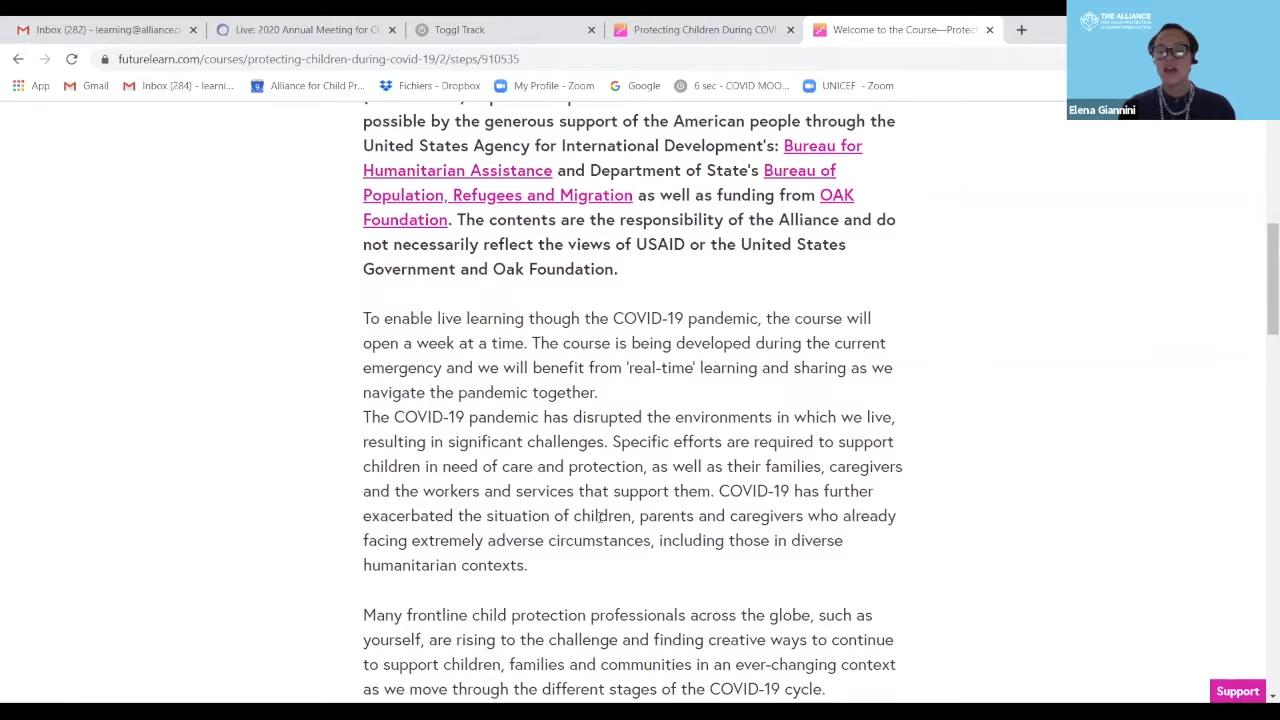 Inbox (282) - learning@alliancec
Live: 2020 Annual Meeting for C
Toggl Track
Protecting Children During COVI
Welcome to the Course—Protect
futurelearn.com/courses/protecting-children-during-covid-19/2/steps/910535
App
Gmail
Inbox (284) - learni...
Alliance for Child Pr...
Fichiers - Dropbox
My Profile - Zoom
Google
6 sec - COVID MOO...
UNICEF - Zoom
THE ALLIANCE
FOR CHILD PROTECTION
IN HUMANITARIAN ACTION
Elena Giannini
possible by the generous support of the American people through the
United States Agency for International Development's: Bureau for
Humanitarian Assistance and Department of State's Bureau of
Population, Refugees and Migration as well as funding from OAK
Foundation. The contents are the responsibility of the Alliance and do
not necessarily reflect the views of USAID or the United States
Government and Oak Foundation.
To enable live learning though the COVID-19 pandemic, the course will
open a week at a time. The course is being developed during the current
emergency and we will benefit from 'real-time' learning and sharing as we
navigate the pandemic together.
The COVID-19 pandemic has disrupted the environments in which we live,
resulting in significant challenges. Specific efforts are required to support
children in need of care and protection, as well as their families, caregivers
and the workers and services that support them. COVID-19 has further
exacerbated the situation of children, parents and caregivers who already
facing extremely adverse circumstances, including those in diverse
humanitarian contexts.
Many frontline child protection professionals across the globe, such as
yourself, are rising to the challenge and finding creative ways to continue
to support children, families and communities in an ever-changing context
as we move through the different stages of the COVID-19 cycle.
Support